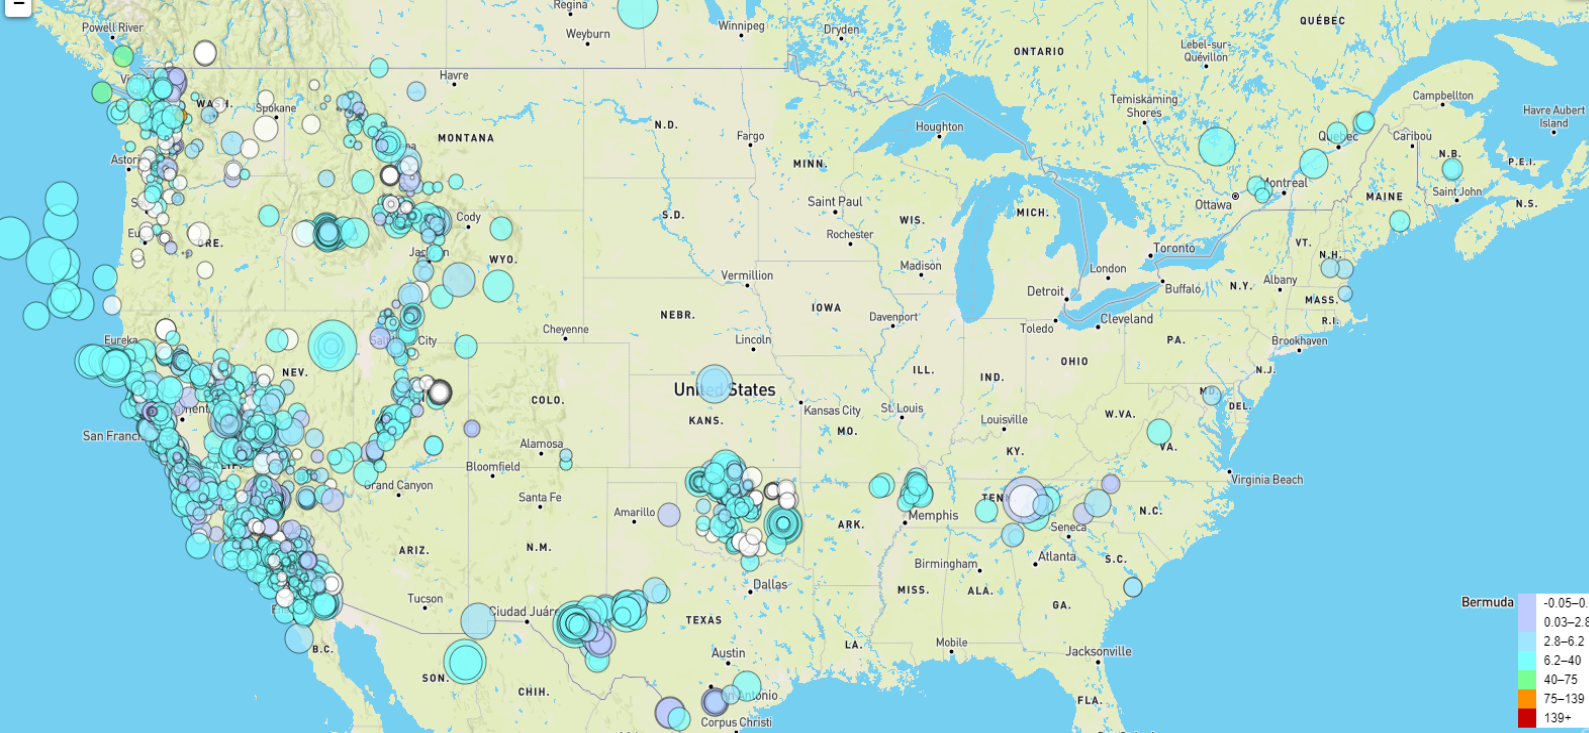 −
Regina
Powell River
Weyburn
Winnipeg
Dryden
ONTARIO
QUÉBEC
Lebel-sur-
Quévillon
Havre
WASH.
Spokane
Temiskaming
Shores
Campbellton
Havre Aubert
Island
MONTANA
N.D.
Fargo
Houghton
Québec
Caribou
N.B.
P.E.I.
MINN.
Montreal
MAINE
Saint John
N.S.
Ottawa
Cody
S.D.
Saint Paul
WIS.
MICH.
ORE.
Rochester
Toronto
VT.
N.H.
WYO.
Vermillion
Madison
London
Buffalo
N.Y.
Albany
Detroit
MASS.
NEBR.
IOWA
Davenport
Toledo
Cleveland
R.I.
Cheyenne
Lincoln
PA.
Brookhaven
Eureka
City
NEV.
United States
ILL.
IND.
OHIO
N.J.
COLO.
Kansas City
St. Louis
DEL.
KANS.
MO.
Louisville
W.VA.
VA.
San Franc
Alamosa
KY.
Bloomfield
Grand Canyon
Virginia Beach
Santa Fe
TEN
Amarillo
Memphis
N.C.
ARK.
Seneca
ARIZ.
N.M.
Birmingham
Atlanta
S.C.
Dallas
MISS.
ALA.
GA.
Tucson
Ciudad Juár
TEXAS
B.C.
LA.
Mobile
Jacksonville
Austin
SON.
CHIH.
n Antonio
FLA.
Corpus Christi
Bermuda
-0.05–0.
0.03–2.8
2.8–6.2
6.2–40
40–75
75–139
139+